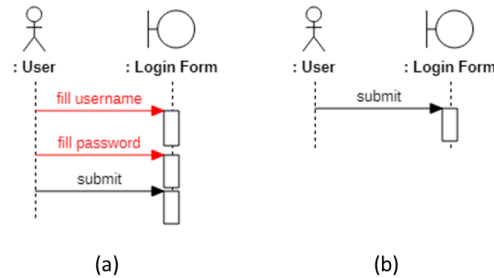 : User
: Login Form
fill username
fill password
submit
(a)
: User
: Login Form
submit
(b)